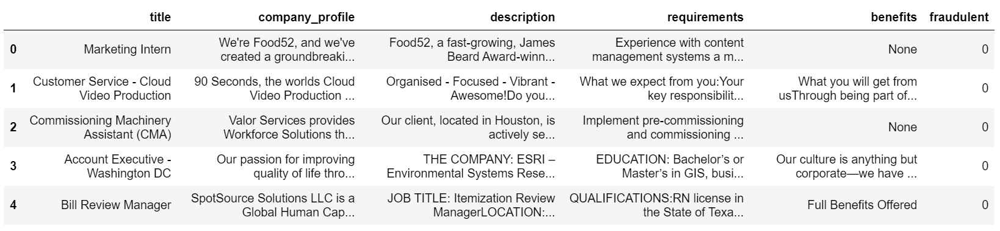 title company_profile description requirements benefits fraudulent
0 Marketing Intern We're Food52, and we've created a groundbreaki... Food52, a fast-growing, James Beard Award-winn... Experience with content management systems a m... None 0
1 Customer Service - Cloud Video Production 90 Seconds, the worlds Cloud Video Production ... Organised - Focused - Vibrant - Awesome!Do you... What we expect from you:Your key responsibilit... What you will get from usThrough being part of... 0
2 Commissioning Machinery Assistant (CMA) Valor Services provides Workforce Solutions th... Our client, located in Houston, is actively se... Implement pre-commissioning and commissioning ... None 0
3 Account Executive - Washington DC Our passion for improving quality of life thro... THE COMPANY: ESRI – Environmental Systems Rese... EDUCATION: Bachelor’s or Master’s in GIS, busi... Our culture is anything but corporate—we have ... 0
4 Bill Review Manager SpotSource Solutions LLC is a Global Human Cap... JOB TITLE: Itemization Review ManagerLOCATION:... QUALIFICATIONS:RN license in the State of Texa... Full Benefits Offered 0